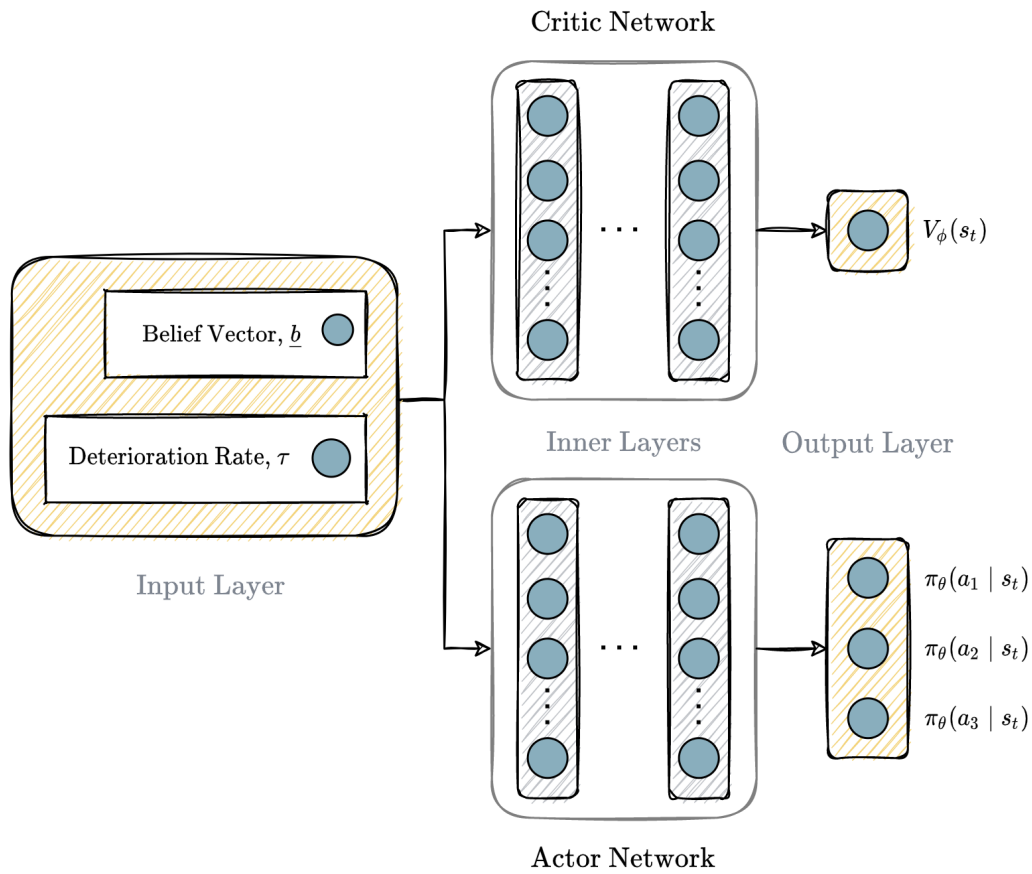 Critic Network
. . .
V_ϕ(s_t)
Belief Vector, b
Deterioration Rate, τ
Inner Layers
Output Layer
Input Layer
π_θ(a_1 | s_t)
. . .
π_θ(a_2 | s_t)
π_θ(a_3 | s_t)
Actor Network